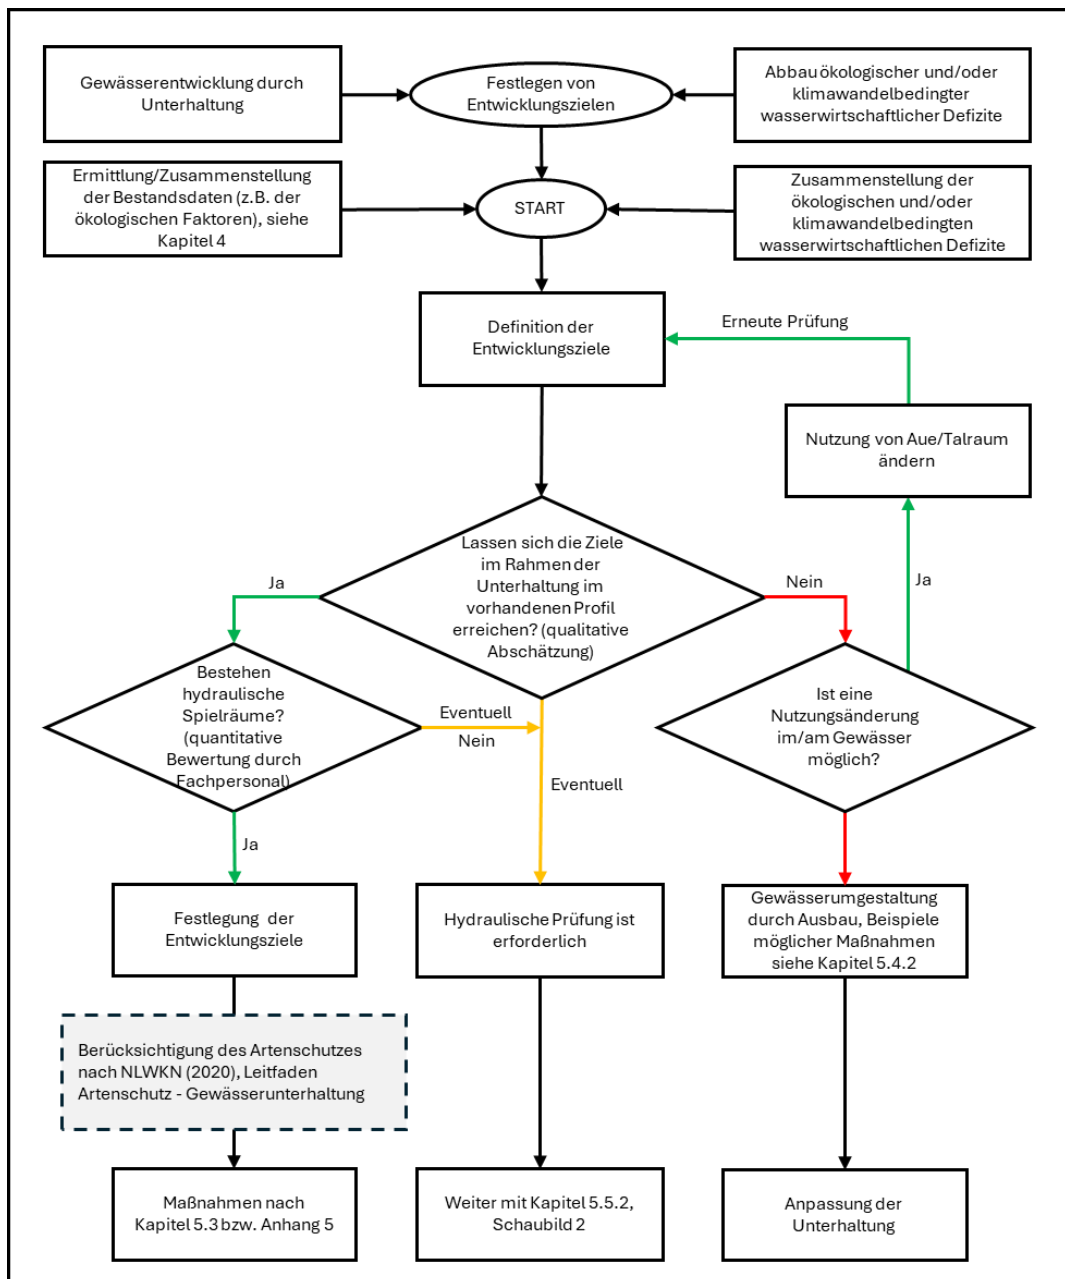 Gewässerentwicklung durch
Unterhaltung
Festlegen von
Entwicklungszielen
Abbau ökologischer und/oder
klimawandelbedingter
wasserwirtschaftlicher Defizite
Ermittlung/Zusammenstellung
der Bestandsdaten (z.B. der
ökologischen Faktoren), siehe
Kapitel 4
START
Zusammenstellung der
ökologischen und/oder
klimawandelbedingten
wasserwirtschaftlichen Defizite
Definition der
Entwicklungsziele
Erneute Prüfung
Nutzung von Aue/Talraum
ändern
Lassen sich die Ziele
im Rahmen der
Unterhaltung im
vorhandenen Profil
erreichen? (qualitative
Abschätzung)
Ja
Nein
Ja
Bestehen
hydraulische
Spielräume?
(quantitative
Bewertung durch
Fachpersonal)
Eventuell
Nein
Eventuell
Ist eine
Nutzungsänderung
im/am Gewässer
möglich?
Ja
Festlegung der
Entwicklungsziele
Hydraulische Prüfung ist
erforderlich
Gewässerumgestaltung
durch Ausbau, Beispiele
möglicher Maßnahmen
siehe Kapitel 5.4.2
Berücksichtigung des Artenschutzes
nach NLWKN (2020), Leitfaden
Artenschutz - Gewässerunterhaltung
Maßnahmen nach
Kapitel 5.3 bzw. Anhang 5
Weiter mit Kapitel 5.5.2,
Schaubild 2
Anpassung der
Unterhaltung